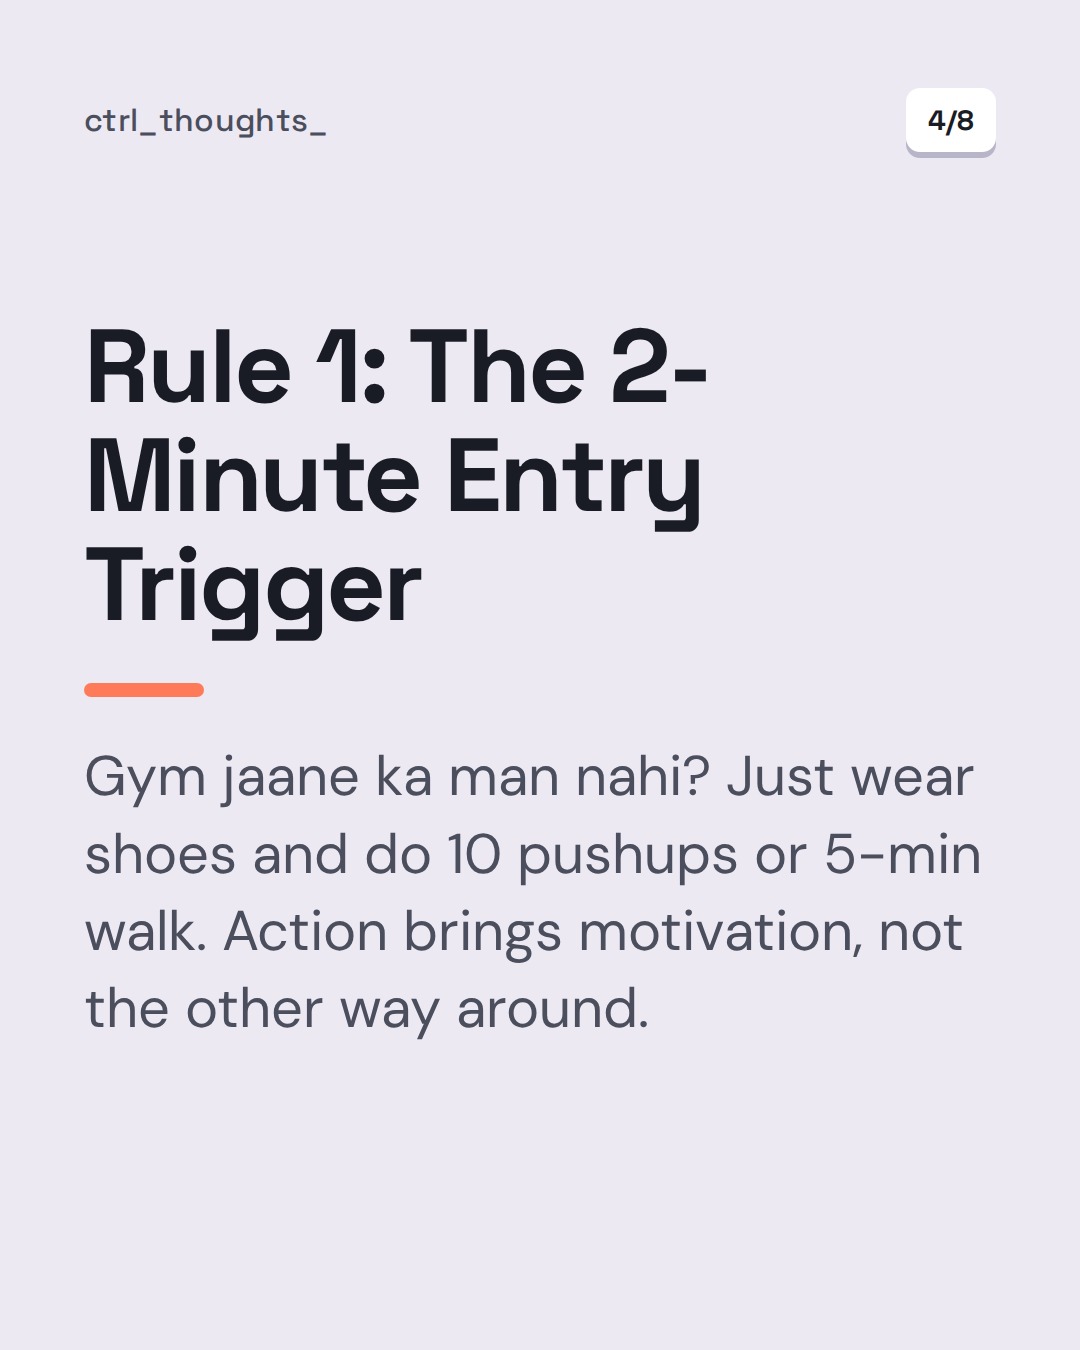 ctrl_thoughts_
4/8
Rule 1: The 2-
Minute Entry
Trigger
Gym jaane ka man nahi? Just wear
shoes and do 10 pushups or 5-min
walk. Action brings motivation, not
the other way around.